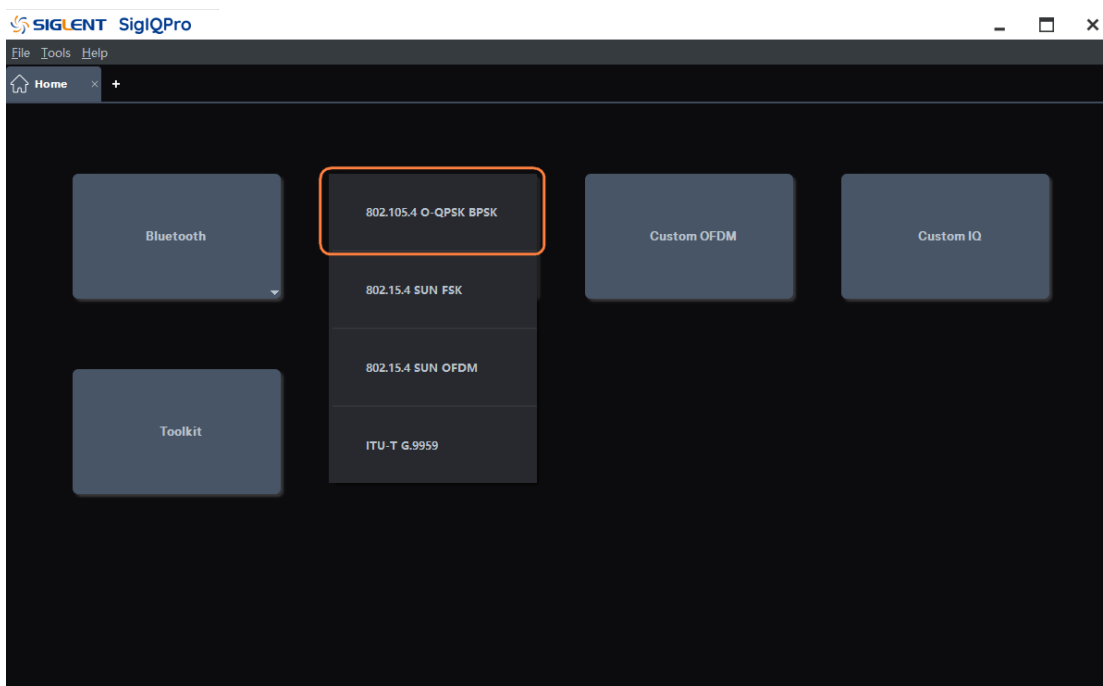 SIGLENT SigIQPro
File Tools Help
Home × +
Bluetooth
802.105.4 O-QPSK BPSK
802.15.4 SUN FSK
802.15.4 SUN OFDM
ITU-T G.9959
Custom OFDM
Custom IQ
Toolkit